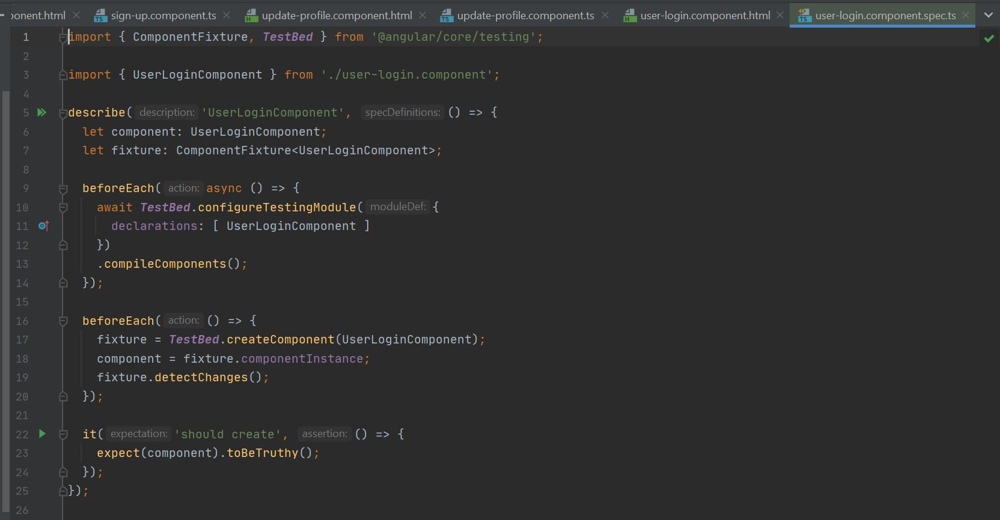 ponent.html sign-up.component.ts update-profile.component.html update-profile.component.ts user-login.component.html user-login.component.spec.ts
1 import { ComponentFixture, TestBed } from '@angular/core/testing';
2
3 import { UserLoginComponent } from './user-login.component';
4
5 describe( description: 'UserLoginComponent', specDefinitions: () => {
6 let component: UserLoginComponent;
7 let fixture: ComponentFixture<UserLoginComponent>;
8
9 beforeEach( action: async () => {
10 await TestBed.configureTestingModule( moduleDef: {
11 declarations: [ UserLoginComponent ]
12 })
13 .compileComponents();
14 });
15
16 beforeEach( action: () => {
17 fixture = TestBed.createComponent(UserLoginComponent);
18 component = fixture.componentInstance;
19 fixture.detectChanges();
20 });
21
22 it( expectation: 'should create', assertion: () => {
23 expect(component).toBeTruthy();
24 });
25 });
26